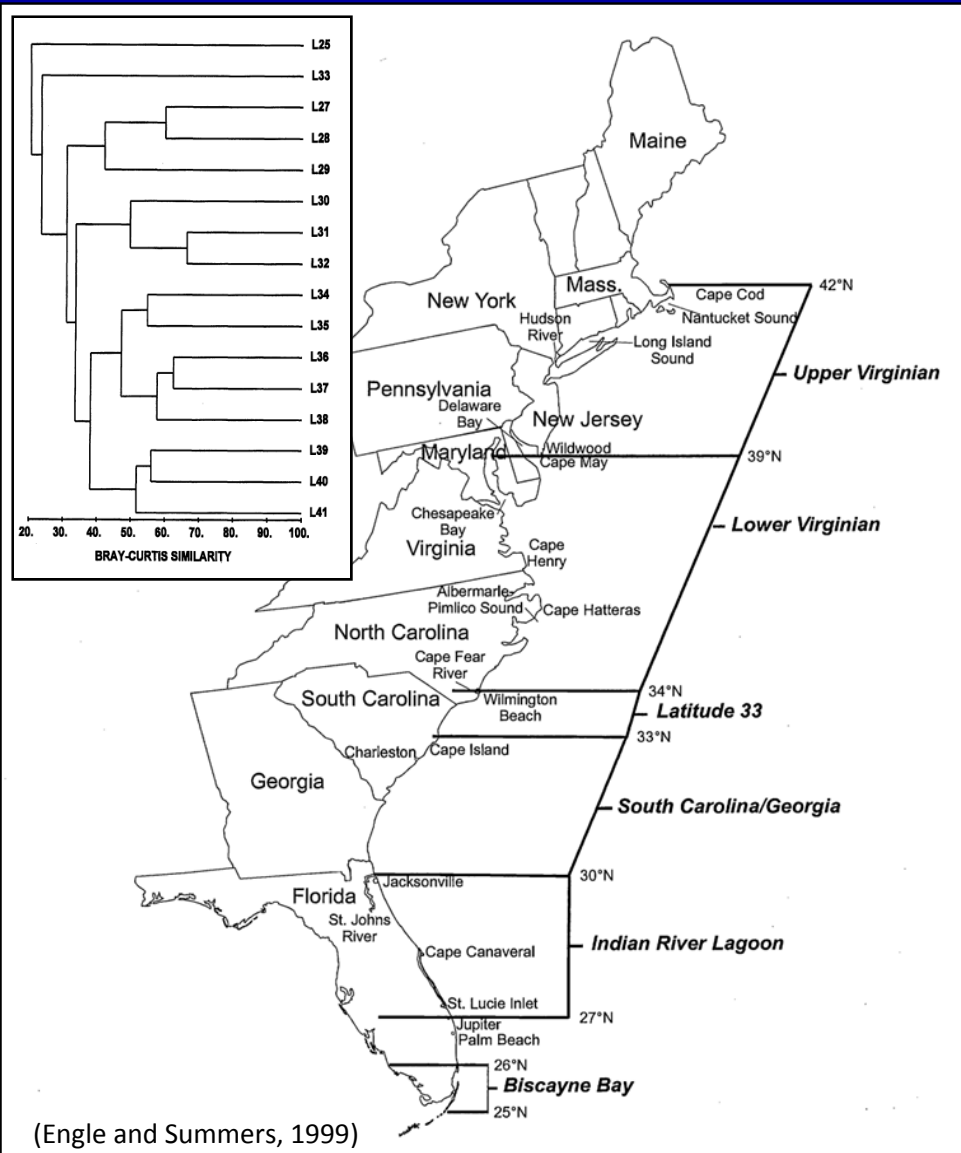 L25
L33
L27
L28
L29
L30
L31
L32
L34
L35
L36
L37
L38
L39
L40
L41
20. 30. 40. 50. 60. 70. 80. 90. 100.
BRAY-CURTIS SIMILARITY
Maine
Mass.
New York
Hudson
River
Cape Cod
Nantucket Sound
Long Island
Sound
42°N
Upper Virginian
Pennsylvania
Delaware
Bay
New Jersey
Maryland
Wildwood
Cape May
39°N
Lower Virginian
Chesapeake
Bay
Virginia
Cape
Henry
Albermarle-
Pimlico Sound
Cape Hatteras
North Carolina
Cape Fear
River
Wilmington
Beach
34°N
Latitude 33
33°N
South Carolina
Charleston
Cape Island
Georgia
South Carolina/Georgia
30°N
Jacksonville
Florida
St. Johns
River
Cape Canaveral
Indian River Lagoon
St. Lucie Inlet
27°N
Jupiter
Palm Beach
26°N
Biscayne Bay
25°N
(Engle and Summers, 1999)